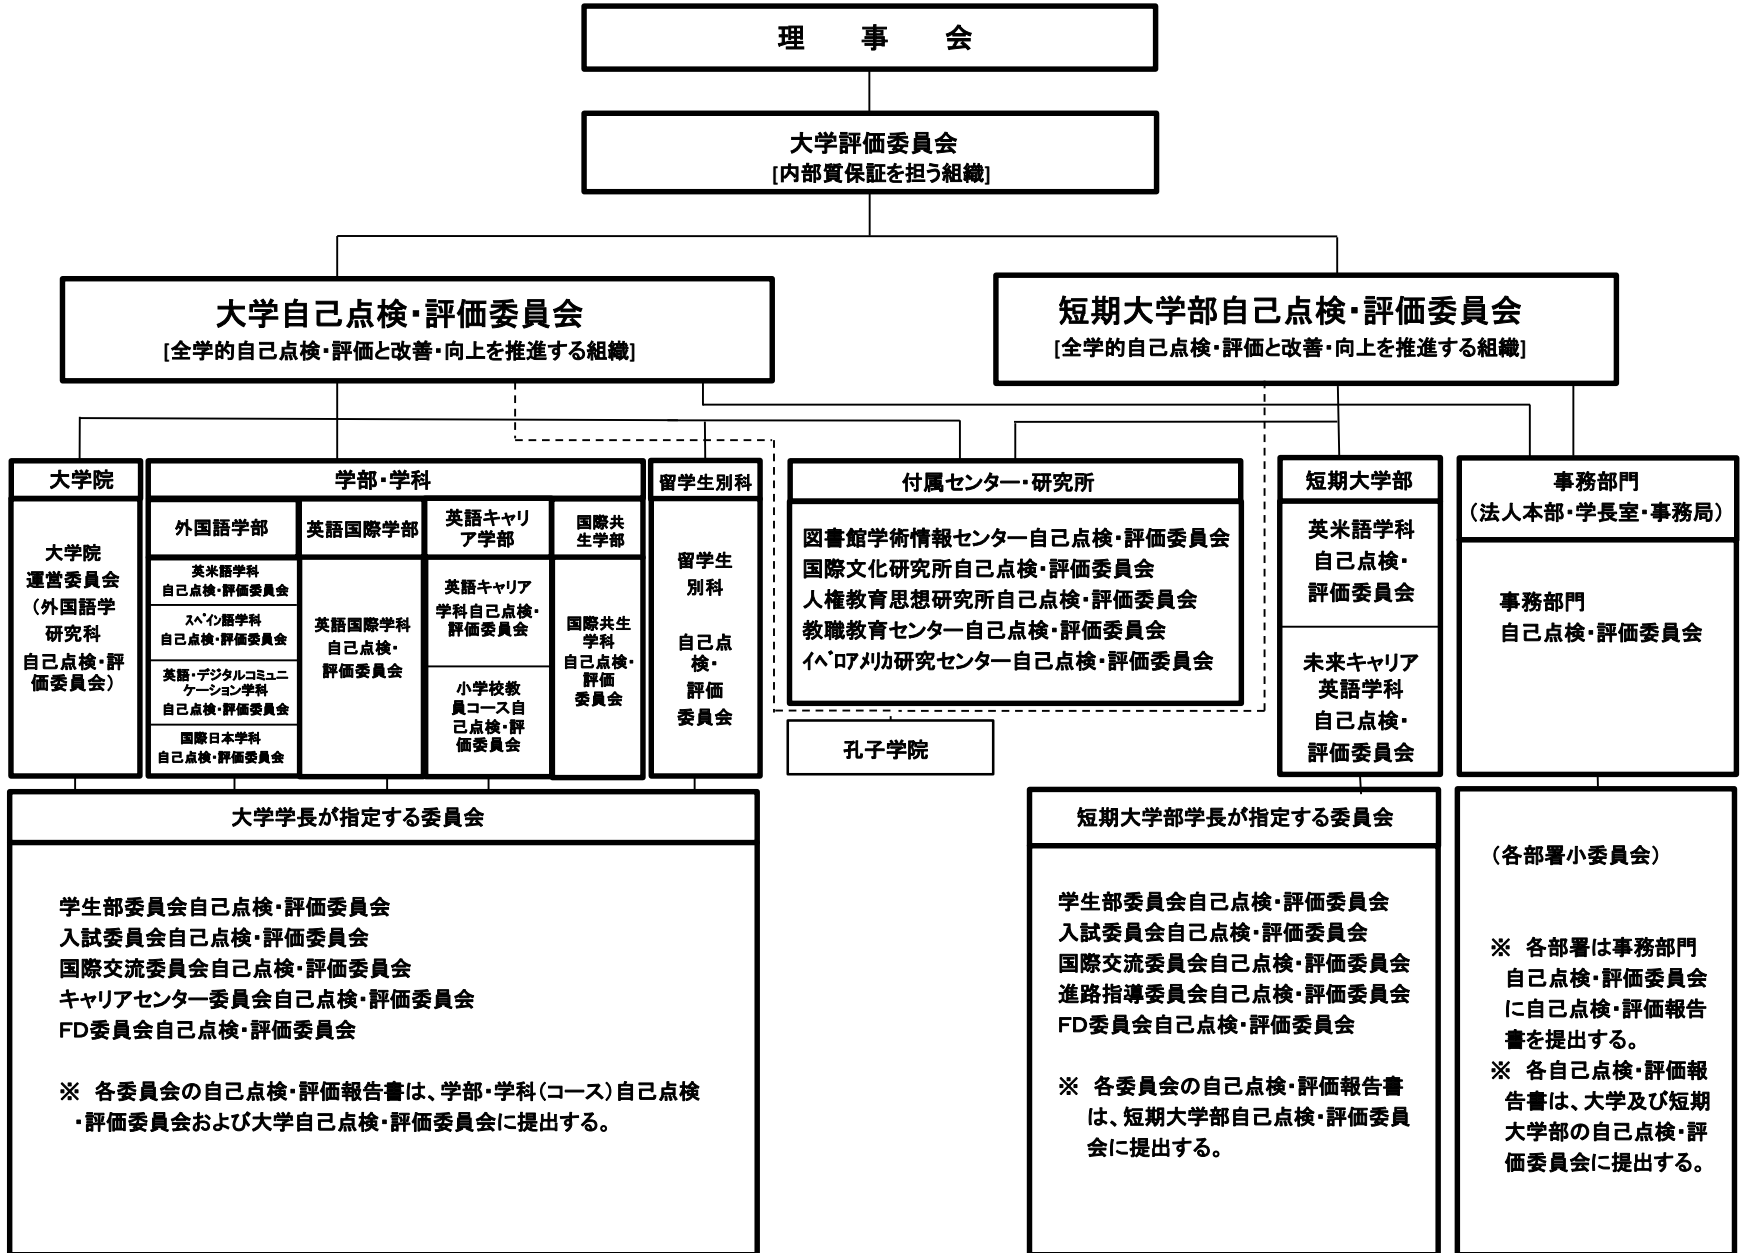 理　事　会
大学評価委員会
[内部質保証を担う組織]
大学自己点検・評価委員会
[全学的自己点検・評価と改善・向上を推進する組織]
短期大学部自己点検・評価委員会
[全学的自己点検・評価と改善・向上を推進する組織]
大学院
大学院
運営委員会
（外国語学
研究科
自己点検・評
価委員会）
学部・学科
外国語学部
英米語学科
自己点検・評価委員会
スペイン語学科
自己点検・評価委員会
英語・デジタルコミュニ
ケーション学科
自己点検・評価委員会
国際日本学科
自己点検・評価委員会
英語国際学部
英語国際学科
自己点検・
評価委員会
英語キャリ
ア学部
英語キャリア
学科自己点検・
評価委員会
小学校教
員コース自
己点検・評
価委員会
国際共
生学部
国際共生
学科
自己点検・
評価
委員会
留学生別科
留学生
別科
自己点
検・
評価
委員会
付属センター・研究所
図書館学術情報センター自己点検・評価委員会
国際文化研究所自己点検・評価委員会
人権教育思想研究所自己点検・評価委員会
教職教育センター自己点検・評価委員会
イベロアメリカ研究センター自己点検・評価委員会
孔子学院
短期大学部
英米語学科
自己点検・
評価委員会
未来キャリア
英語学科
自己点検・
評価委員会
事務部門
（法人本部・学長室・事務局）
事務部門
自己点検・評価委員会
大学学長が指定する委員会
学生部委員会自己点検・評価委員会
入試委員会自己点検・評価委員会
国際交流委員会自己点検・評価委員会
キャリアセンター委員会自己点検・評価委員会
FD委員会自己点検・評価委員会
※ 各委員会の自己点検・評価報告書は、学部・学科（コース）自己点検
・評価委員会および大学自己点検・評価委員会に提出する。
短期大学部学長が指定する委員会
学生部委員会自己点検・評価委員会
入試委員会自己点検・評価委員会
国際交流委員会自己点検・評価委員会
進路指導委員会自己点検・評価委員会
FD委員会自己点検・評価委員会
※ 各委員会の自己点検・評価報告書
は、短期大学部自己点検・評価委員
会に提出する。
（各部署小委員会）
※ 各部署は事務部門
自己点検・評価委員会
に自己点検・評価報告
書を提出する。
※ 各自己点検・評価報
告書は、大学及び短期
大学部の自己点検・評
価委員会に提出する。